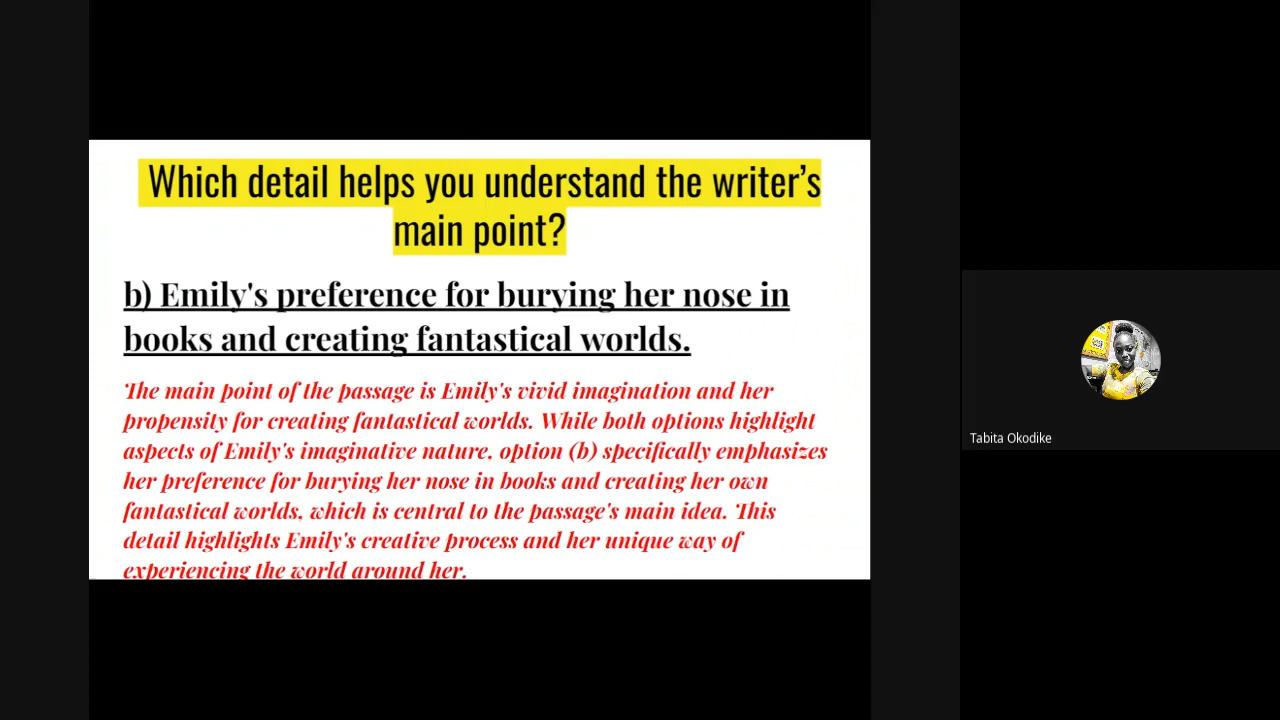 Which detail helps you understand the writer’s
main point?
b) Emily's preference for burying her nose in
books and creating fantastical worlds.
The main point of the passage is Emily's vivid imagination and her
propensity for creating fantastical worlds. While both options highlight
aspects of Emily's imaginative nature, option (b) specifically emphasizes
her preference for burying her nose in books and creating her own
fantastical worlds, which is central to the passage's main idea. This
detail highlights Emily's creative process and her unique way of
experiencing the world around her.
Tabita Okodike